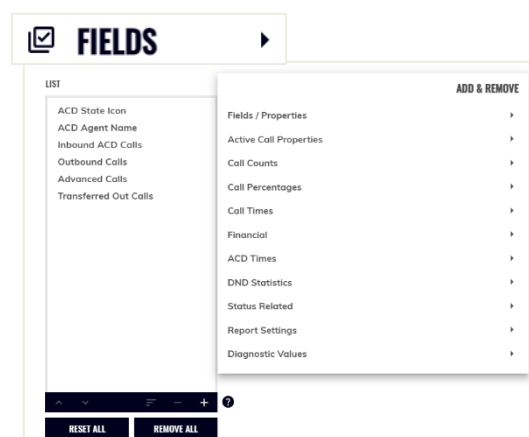 FIELDS
LIST
ACD State Icon
ACD Agent Name
Inbound ACD Calls
Outbound Calls
Advanced Calls
Transferred Out Calls
ADD & REMOVE
Fields / Properties
Active Call Properties
Call Counts
Call Percentages
Call Times
Financial
ACD Times
DND Statistics
Status Related
Report Settings
Diagnostic Values
?
RESET ALL
REMOVE ALL